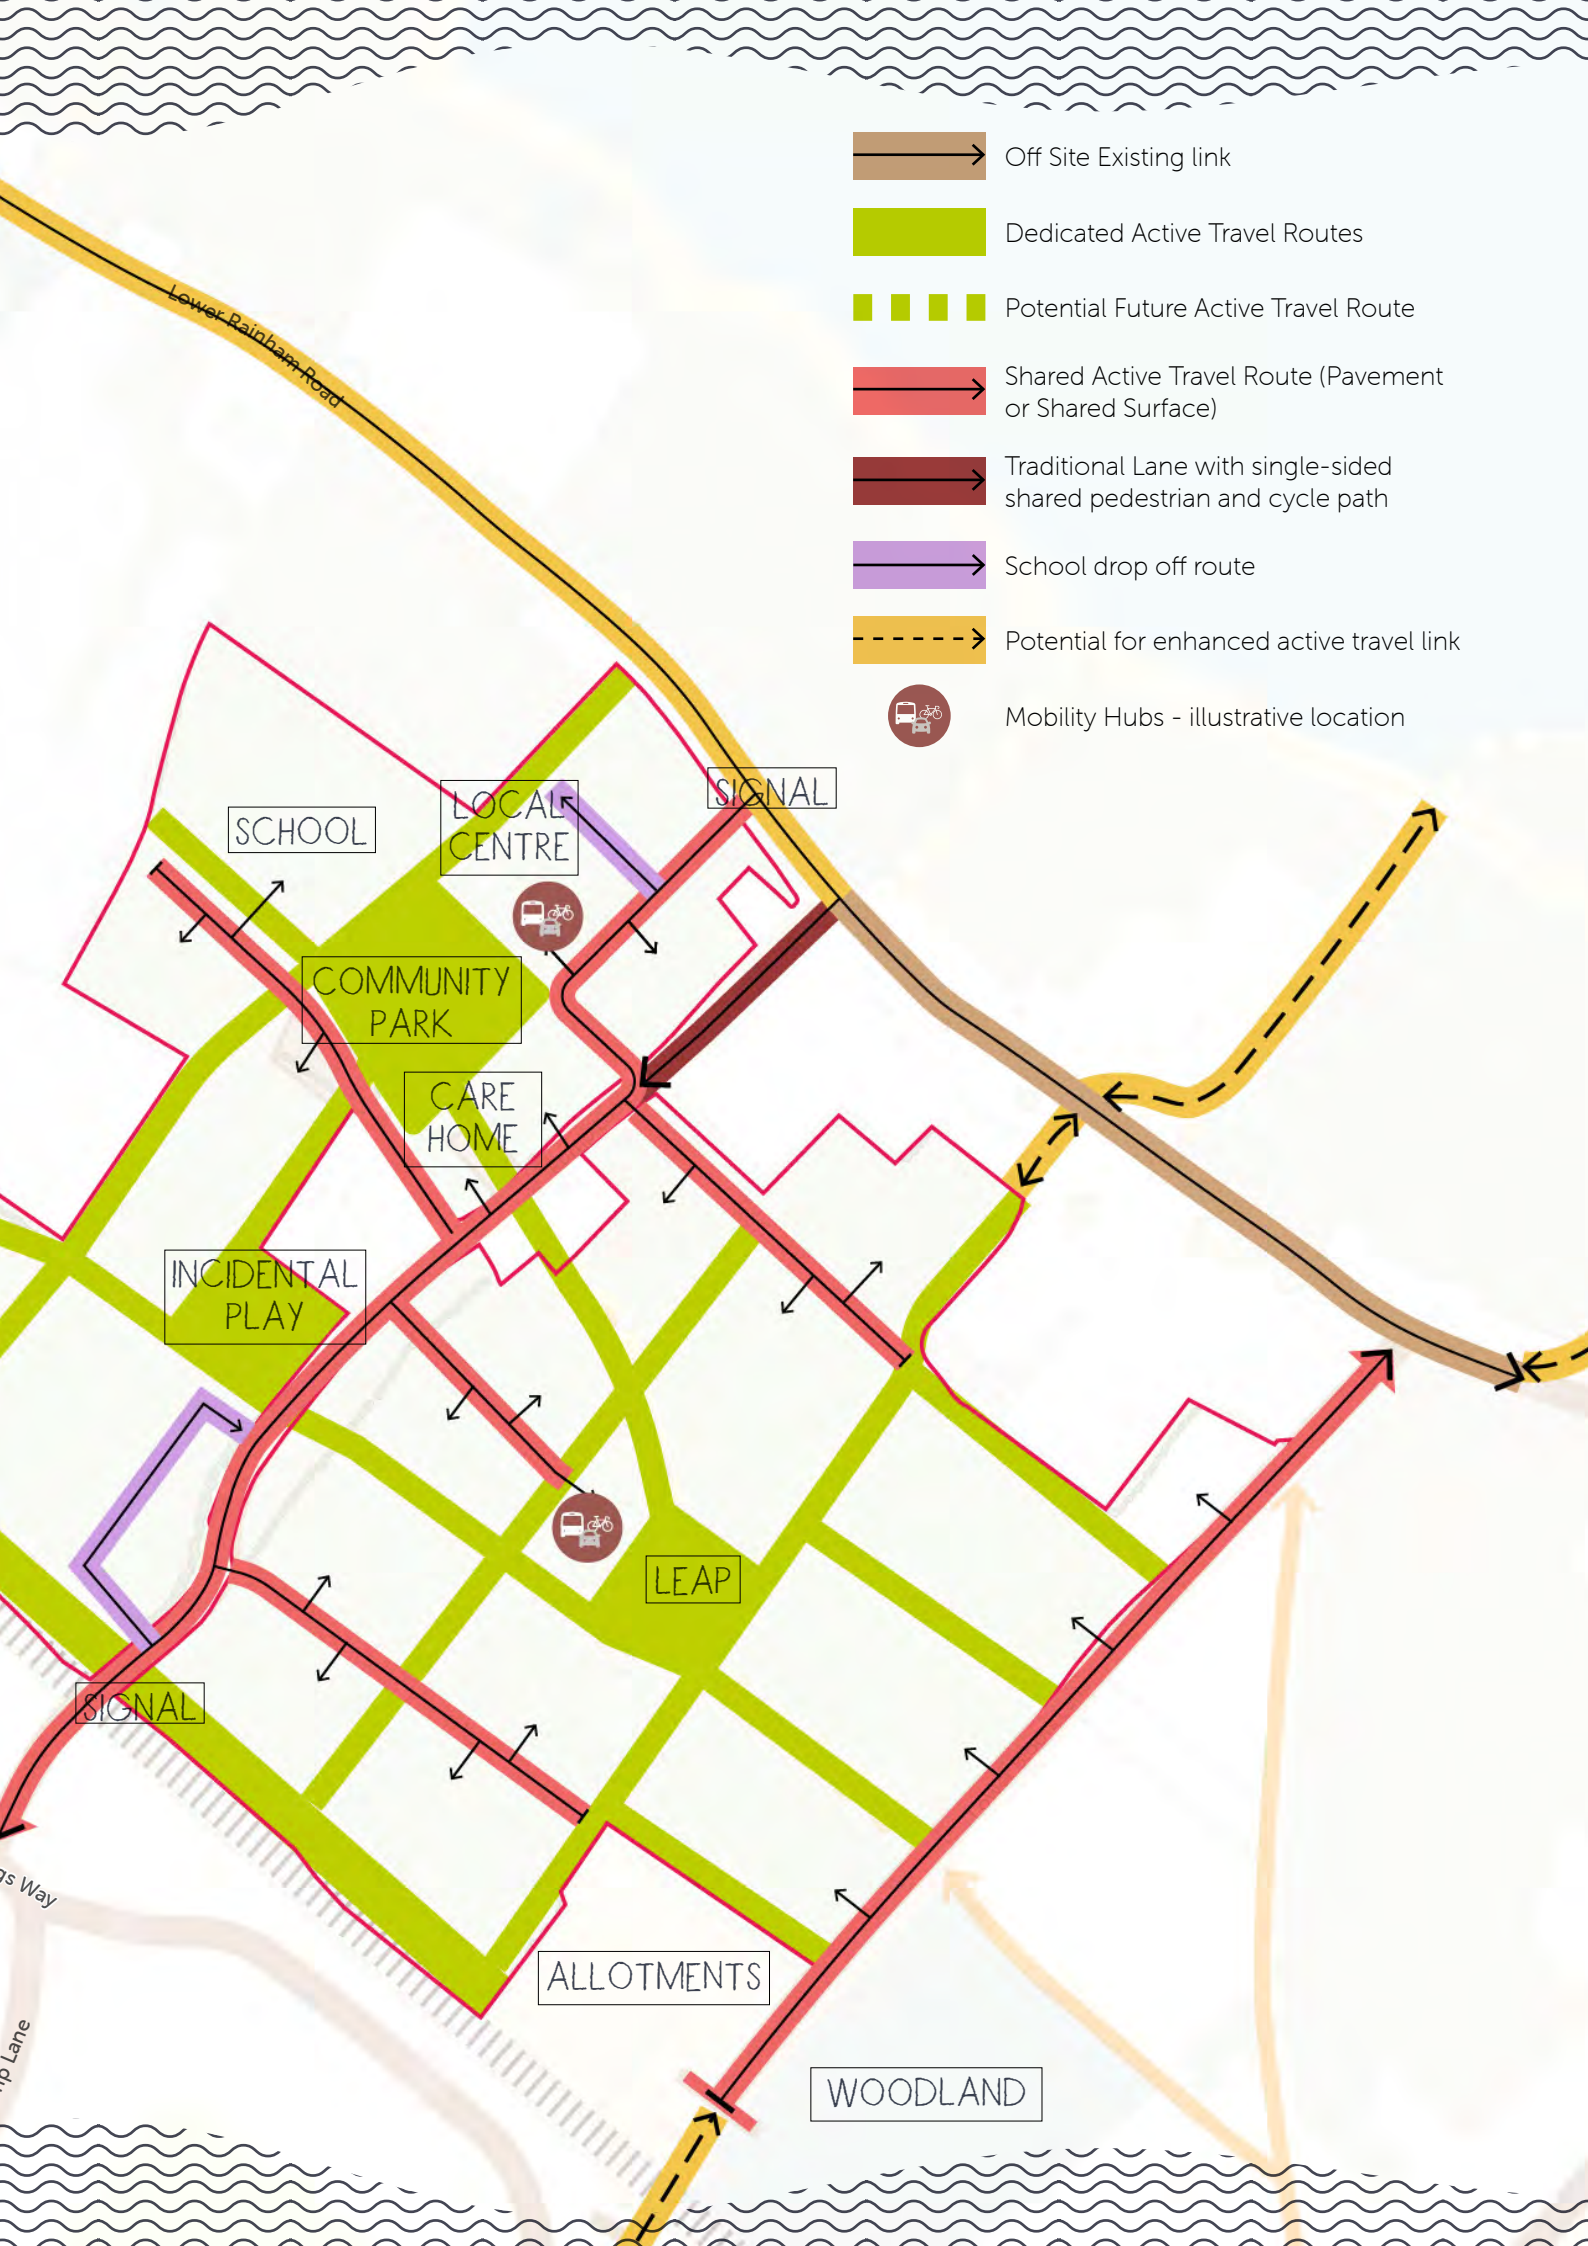 Off Site Existing link
Dedicated Active Travel Routes
Potential Future Active Travel Route
Shared Active Travel Route (Pavement
or Shared Surface)
Traditional Lane with single-sided
shared pedestrian and cycle path
School drop off route
Potential for enhanced active travel link
Mobility Hubs - illustrative location
Lower Rainham Road
SIGNAL
LOCAL
CENTRE
SCHOOL
COMMUNITY
PARK
CARE
HOME
INCIDENTAL
PLAY
LEAP
SIGNAL
gs Way
ALLOTMENTS
WOODLAND
Lane